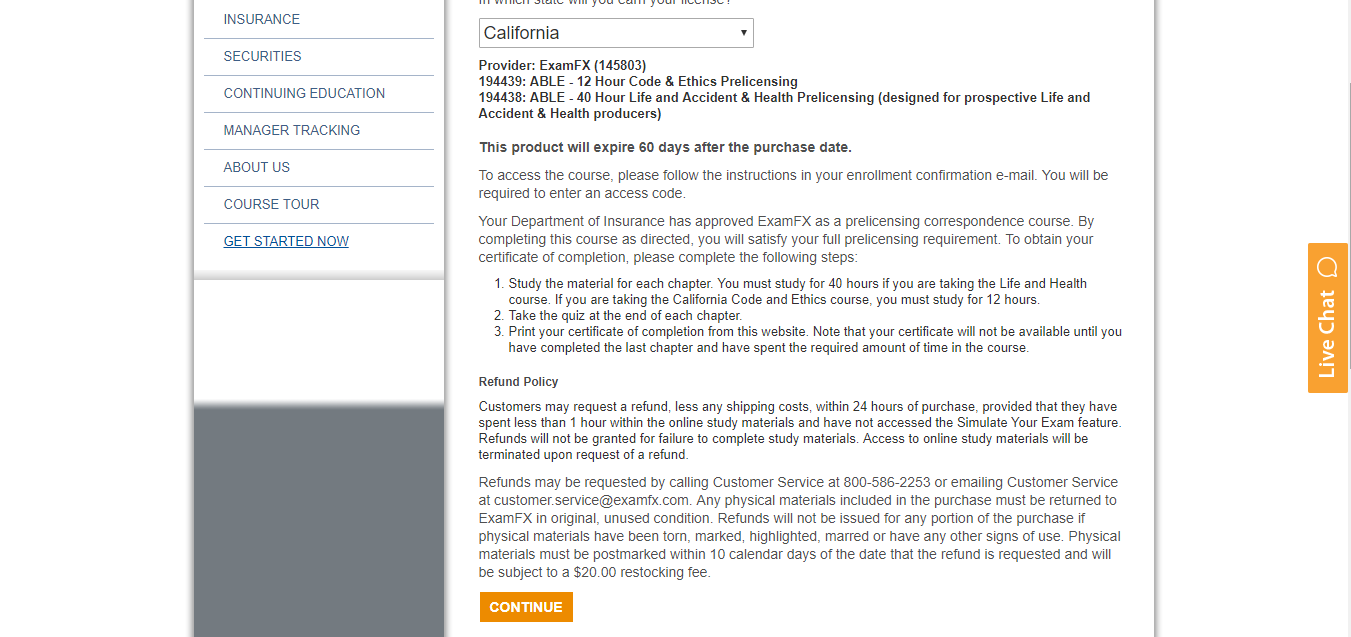 In which state will you earn your license?
INSURANCE
SECURITIES
CONTINUING EDUCATION
MANAGER TRACKING
ABOUT US
COURSE TOUR
GET STARTED NOW
California
Provider: ExamFX (145803)
194439: ABLE - 12 Hour Code & Ethics Prelicensing
194438: ABLE - 40 Hour Life and Accident & Health Prelicensing (designed for prospective Life and
Accident & Health producers)
This product will expire 60 days after the purchase date.
To access the course, please follow the instructions in your enrollment confirmation e-mail. You will be
required to enter an access code.
Your Department of Insurance has approved ExamFX as a prelicensing correspondence course. By
completing this course as directed, you will satisfy your full prelicensing requirement. To obtain your
certificate of completion, please complete the following steps:
1. Study the material for each chapter. You must study for 40 hours if you are taking the Life and Health
course. If you are taking the California Code and Ethics course, you must study for 12 hours.
2. Take the quiz at the end of each chapter.
3. Print your certificate of completion from this website. Note that your certificate will not be available until you
have completed the last chapter and have spent the required amount of time in the course.
Refund Policy
Customers may request a refund, less any shipping costs, within 24 hours of purchase, provided that they have
spent less than 1 hour within the online study materials and have not accessed the Simulate Your Exam feature.
Refunds will not be granted for failure to complete study materials. Access to online study materials will be
terminated upon request of a refund.
Refunds may be requested by calling Customer Service at 800-586-2253 or emailing Customer Service
at customer.service@examfx.com. Any physical materials included in the purchase must be returned to
ExamFX in original, unused condition. Refunds will not be issued for any portion of the purchase if
physical materials have been torn, marked, highlighted, marred or have any other signs of use. Physical
materials must be postmarked within 10 calendar days of the date that the refund is requested and will
be subject to a $20.00 restocking fee.
CONTINUE
Live Chat